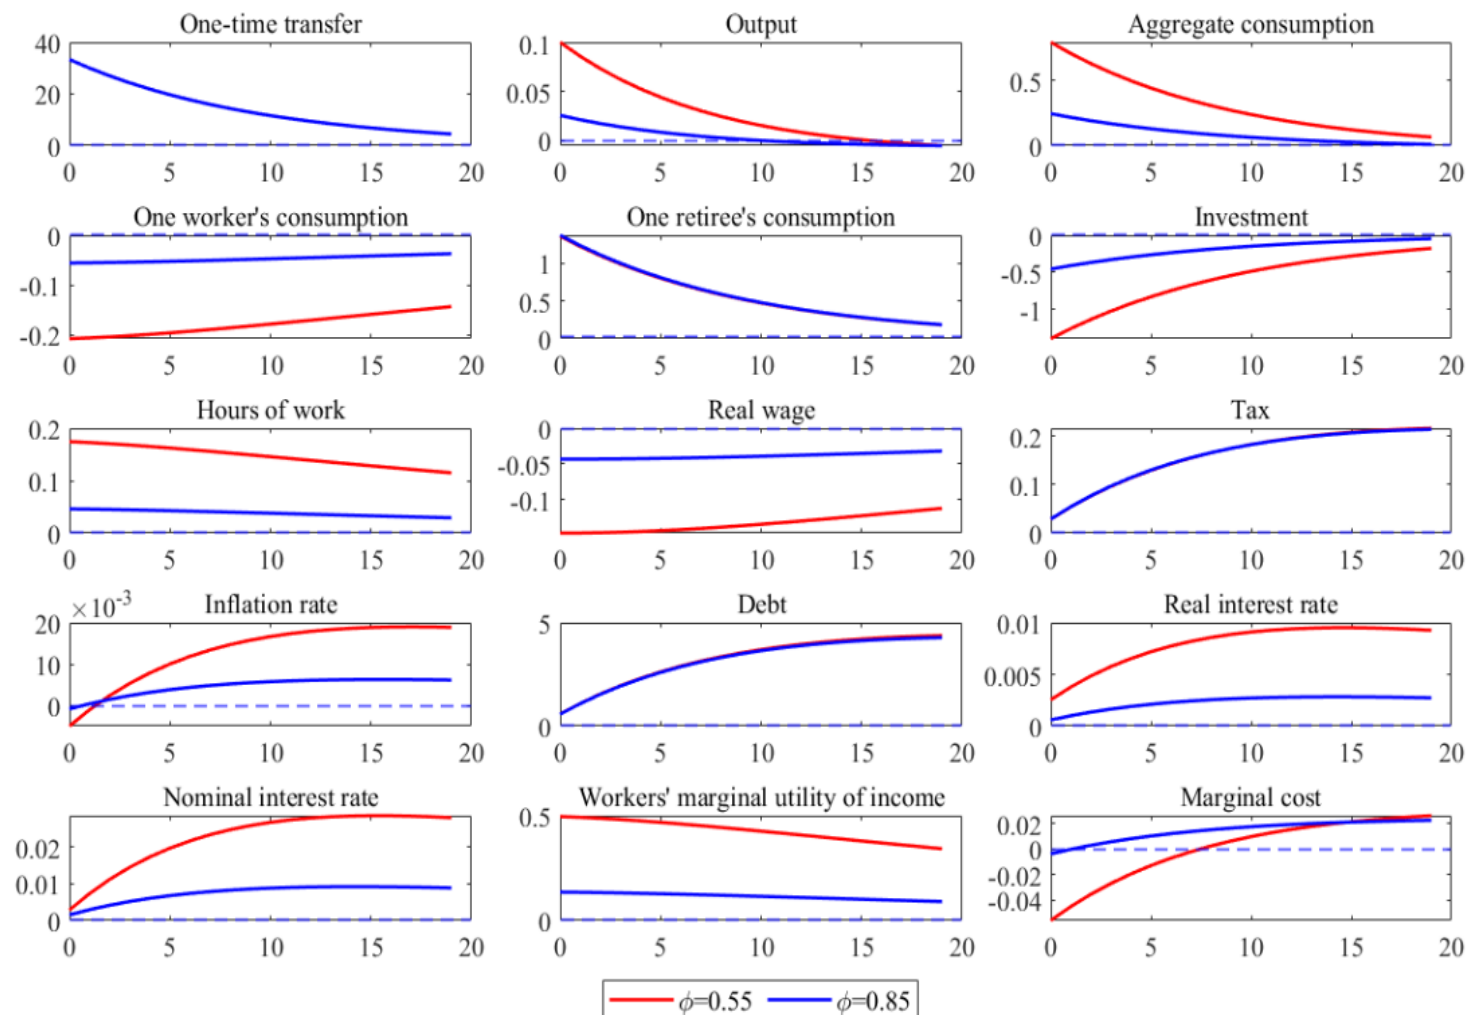 One-time transfer
40
20
0
0 5 10 15 20
Output
0.1
0.05
0
0 5 10 15 20
Aggregate consumption
0.5
0
0 5 10 15 20
One worker's consumption
0
-0.1
-0.2
0 5 10 15 20
One retiree's consumption
1
0.5
0
0 5 10 15 20
Investment
0
-0.5
-1
0 5 10 15 20
Hours of work
0.2
0.1
0
0 5 10 15 20
Real wage
0
-0.05
-0.1
0 5 10 15 20
Tax
0.2
0.1
0
0 5 10 15 20
Inflation rate
×10⁻³
20
10
0
0 5 10 15 20
Debt
5
0
0 5 10 15 20
Real interest rate
0.01
0.005
0
0 5 10 15 20
Nominal interest rate
0.02
0.01
0
0 5 10 15 20
Workers' marginal utility of income
0.5
0
0 5 10 15 20
Marginal cost
0.02
0
-0.02
-0.04
0 5 10 15 20
ϕ=0.55 ϕ=0.85